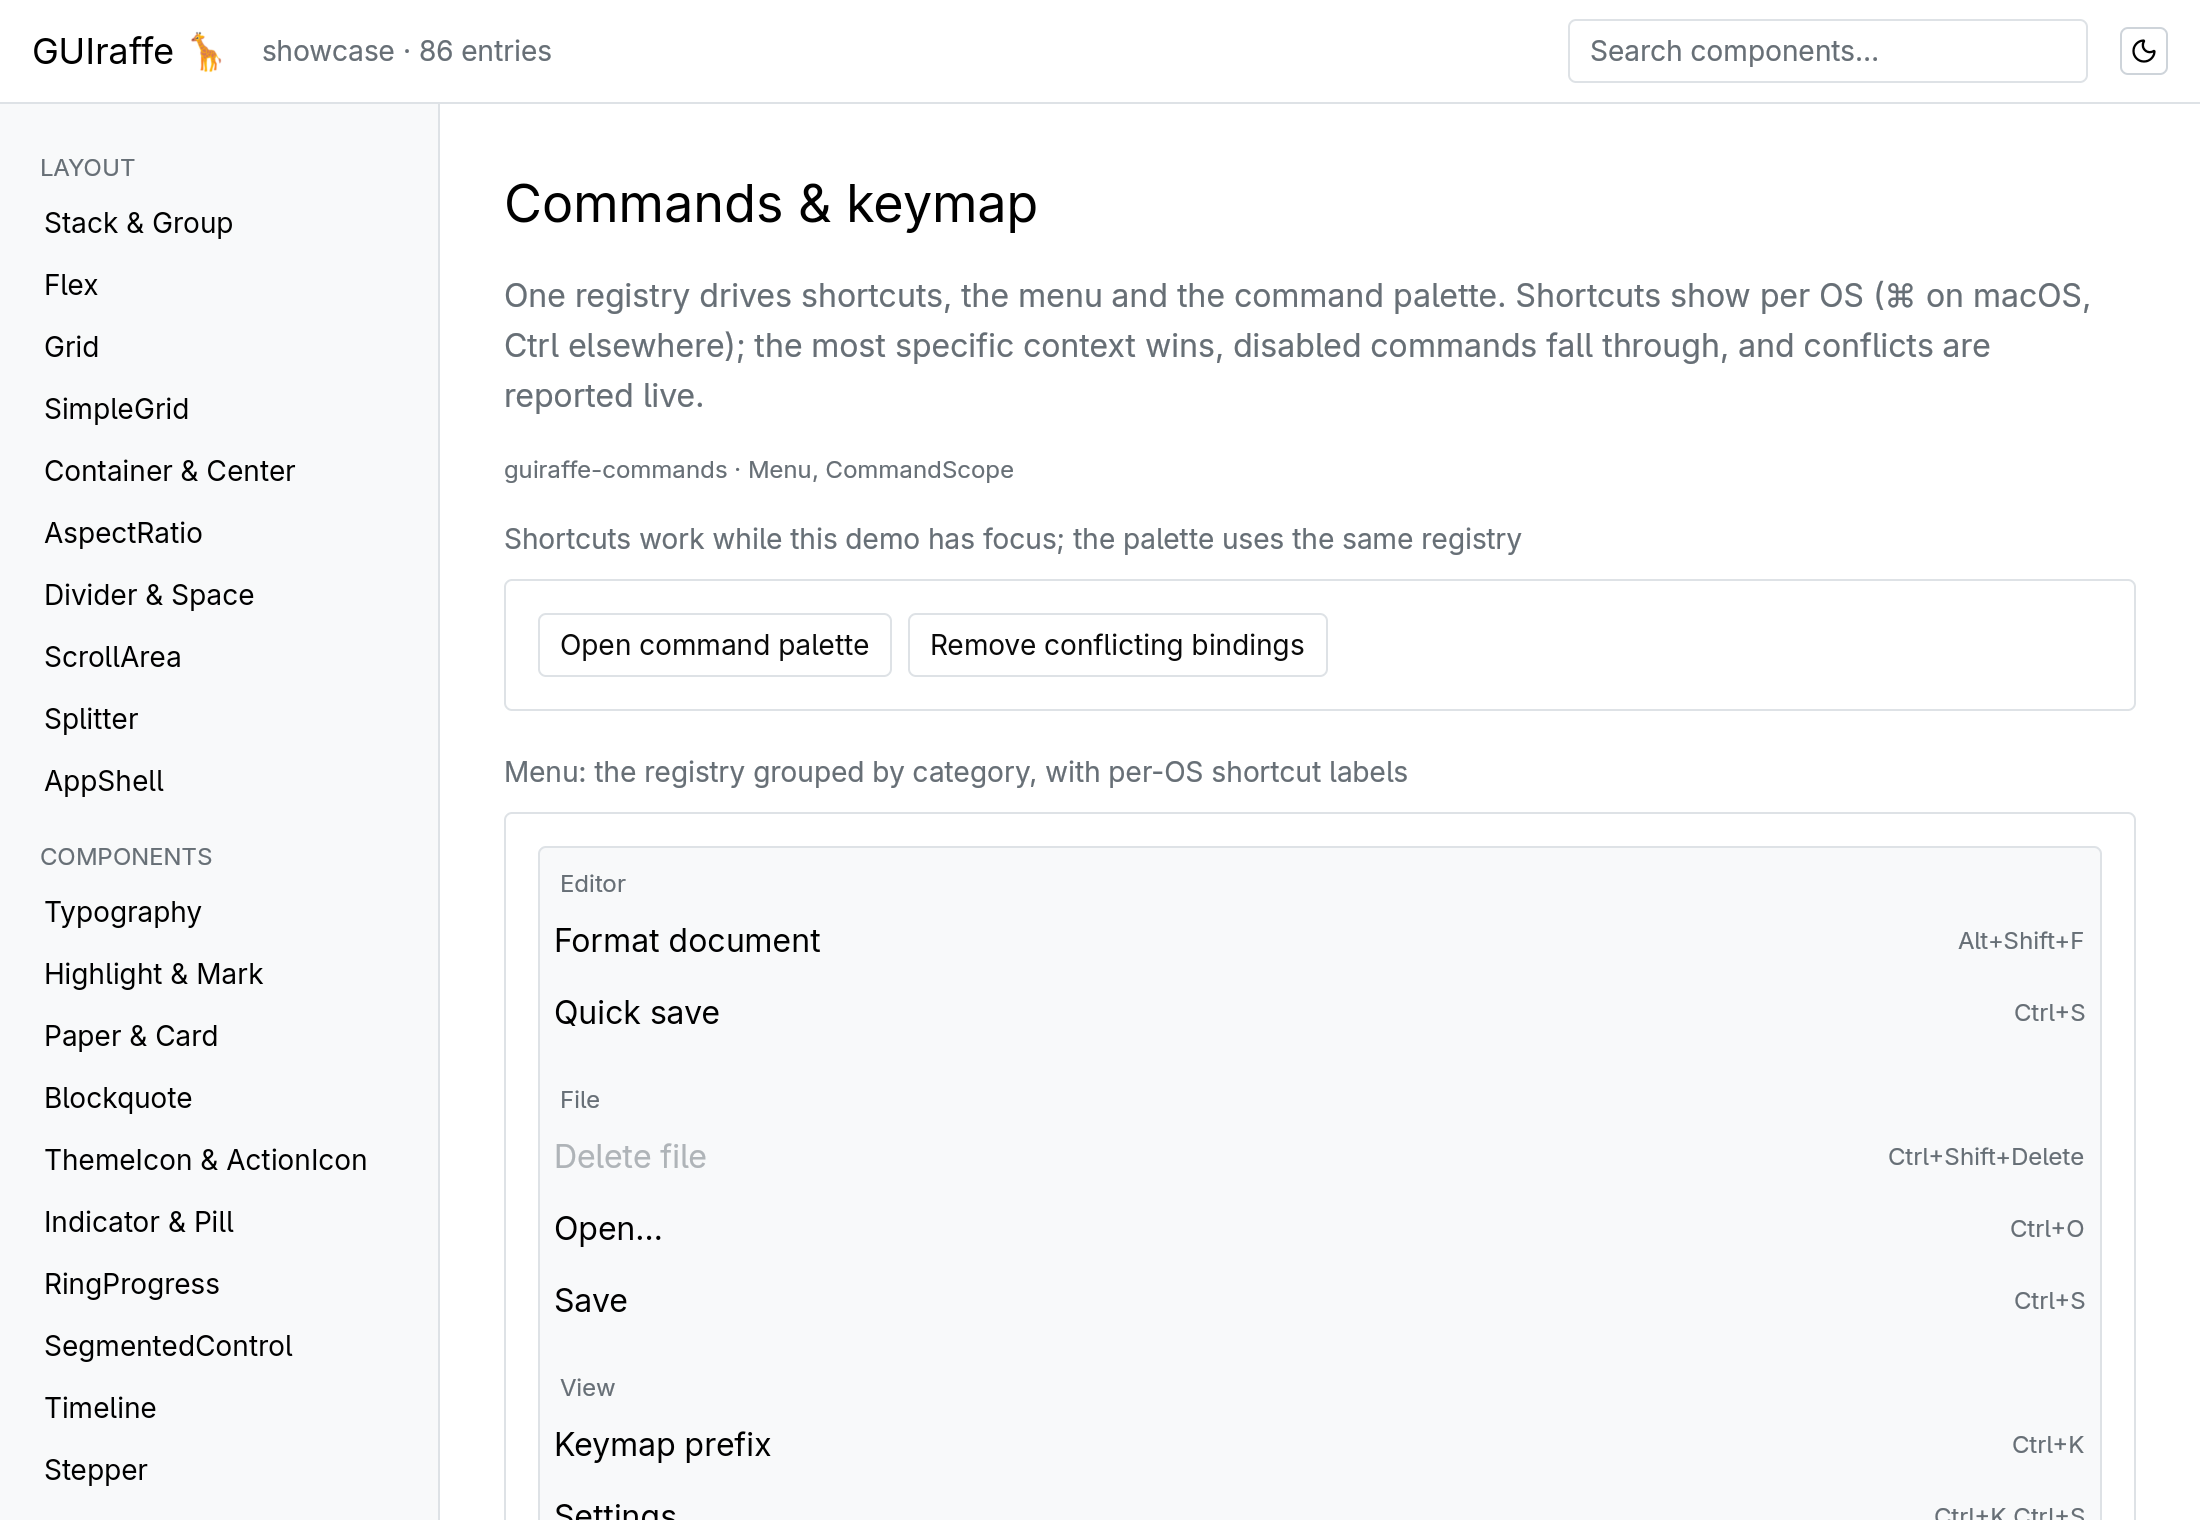 GUIraffe 🦒 showcase · 86 entries
Search components...
LAYOUT
Stack & Group
Flex
Grid
SimpleGrid
Container & Center
AspectRatio
Divider & Space
ScrollArea
Splitter
AppShell
COMPONENTS
Typography
Highlight & Mark
Paper & Card
Blockquote
ThemeIcon & ActionIcon
Indicator & Pill
RingProgress
SegmentedControl
Timeline
Stepper
Commands & keymap
One registry drives shortcuts, the menu and the command palette. Shortcuts show per OS (⌘ on macOS,
Ctrl elsewhere); the most specific context wins, disabled commands fall through, and conflicts are
reported live.
guiraffe-commands · Menu, CommandScope
Shortcuts work while this demo has focus; the palette uses the same registry
Open command palette
Remove conflicting bindings
Menu: the registry grouped by category, with per-OS shortcut labels
Editor
Format document Alt+Shift+F
Quick save Ctrl+S
File
Delete file Ctrl+Shift+Delete
Open... Ctrl+O
Save Ctrl+S
View
Keymap prefix Ctrl+K
Settings Ctrl+K Ctrl+S